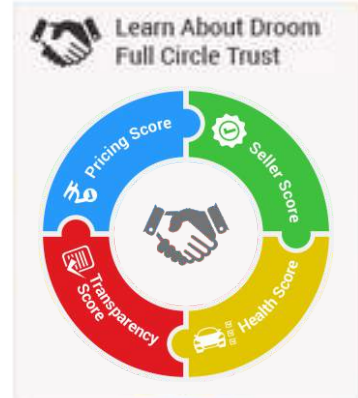 Learn About Droom
Full Circle Trust
Pricing Score
Seller Score
Transparency
Score
Health Score